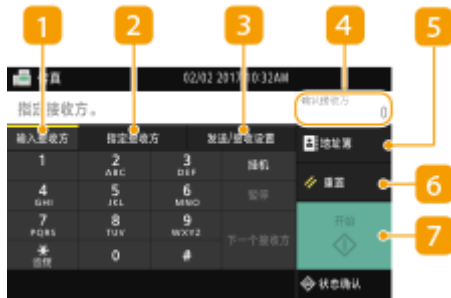 1 2 3 4 5
传真 02/02 2017 10:32AM
指定接收方。 确认接收方 0
输入接收方 指定接收方 发送/接收设置 地址簿
1 2 ABC 3 DEF 挂机
4 GHI 5 JKL 6 MNO 暂停 重置 6
7 PQRS 8 TUV 9 WXYZ 下一个接收方 开始 7
* 音频 0 #
状态确认